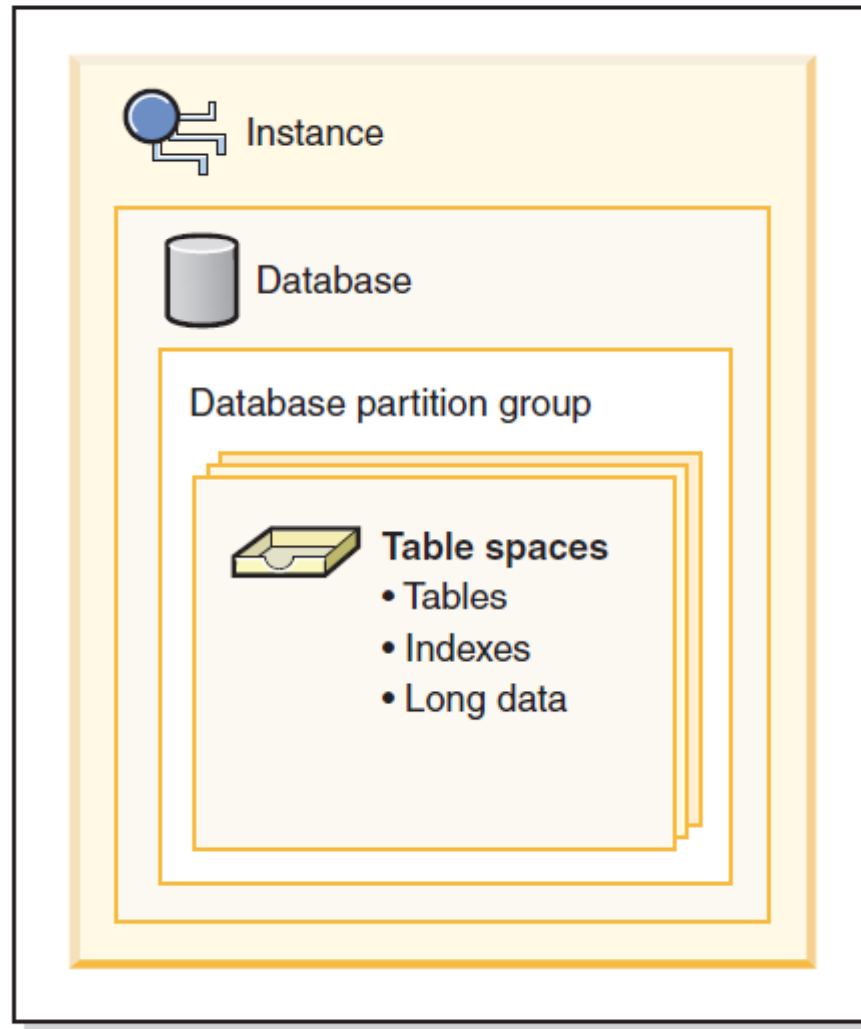 Instance
Database
Database partition group
Table spaces
• Tables
• Indexes
• Long data